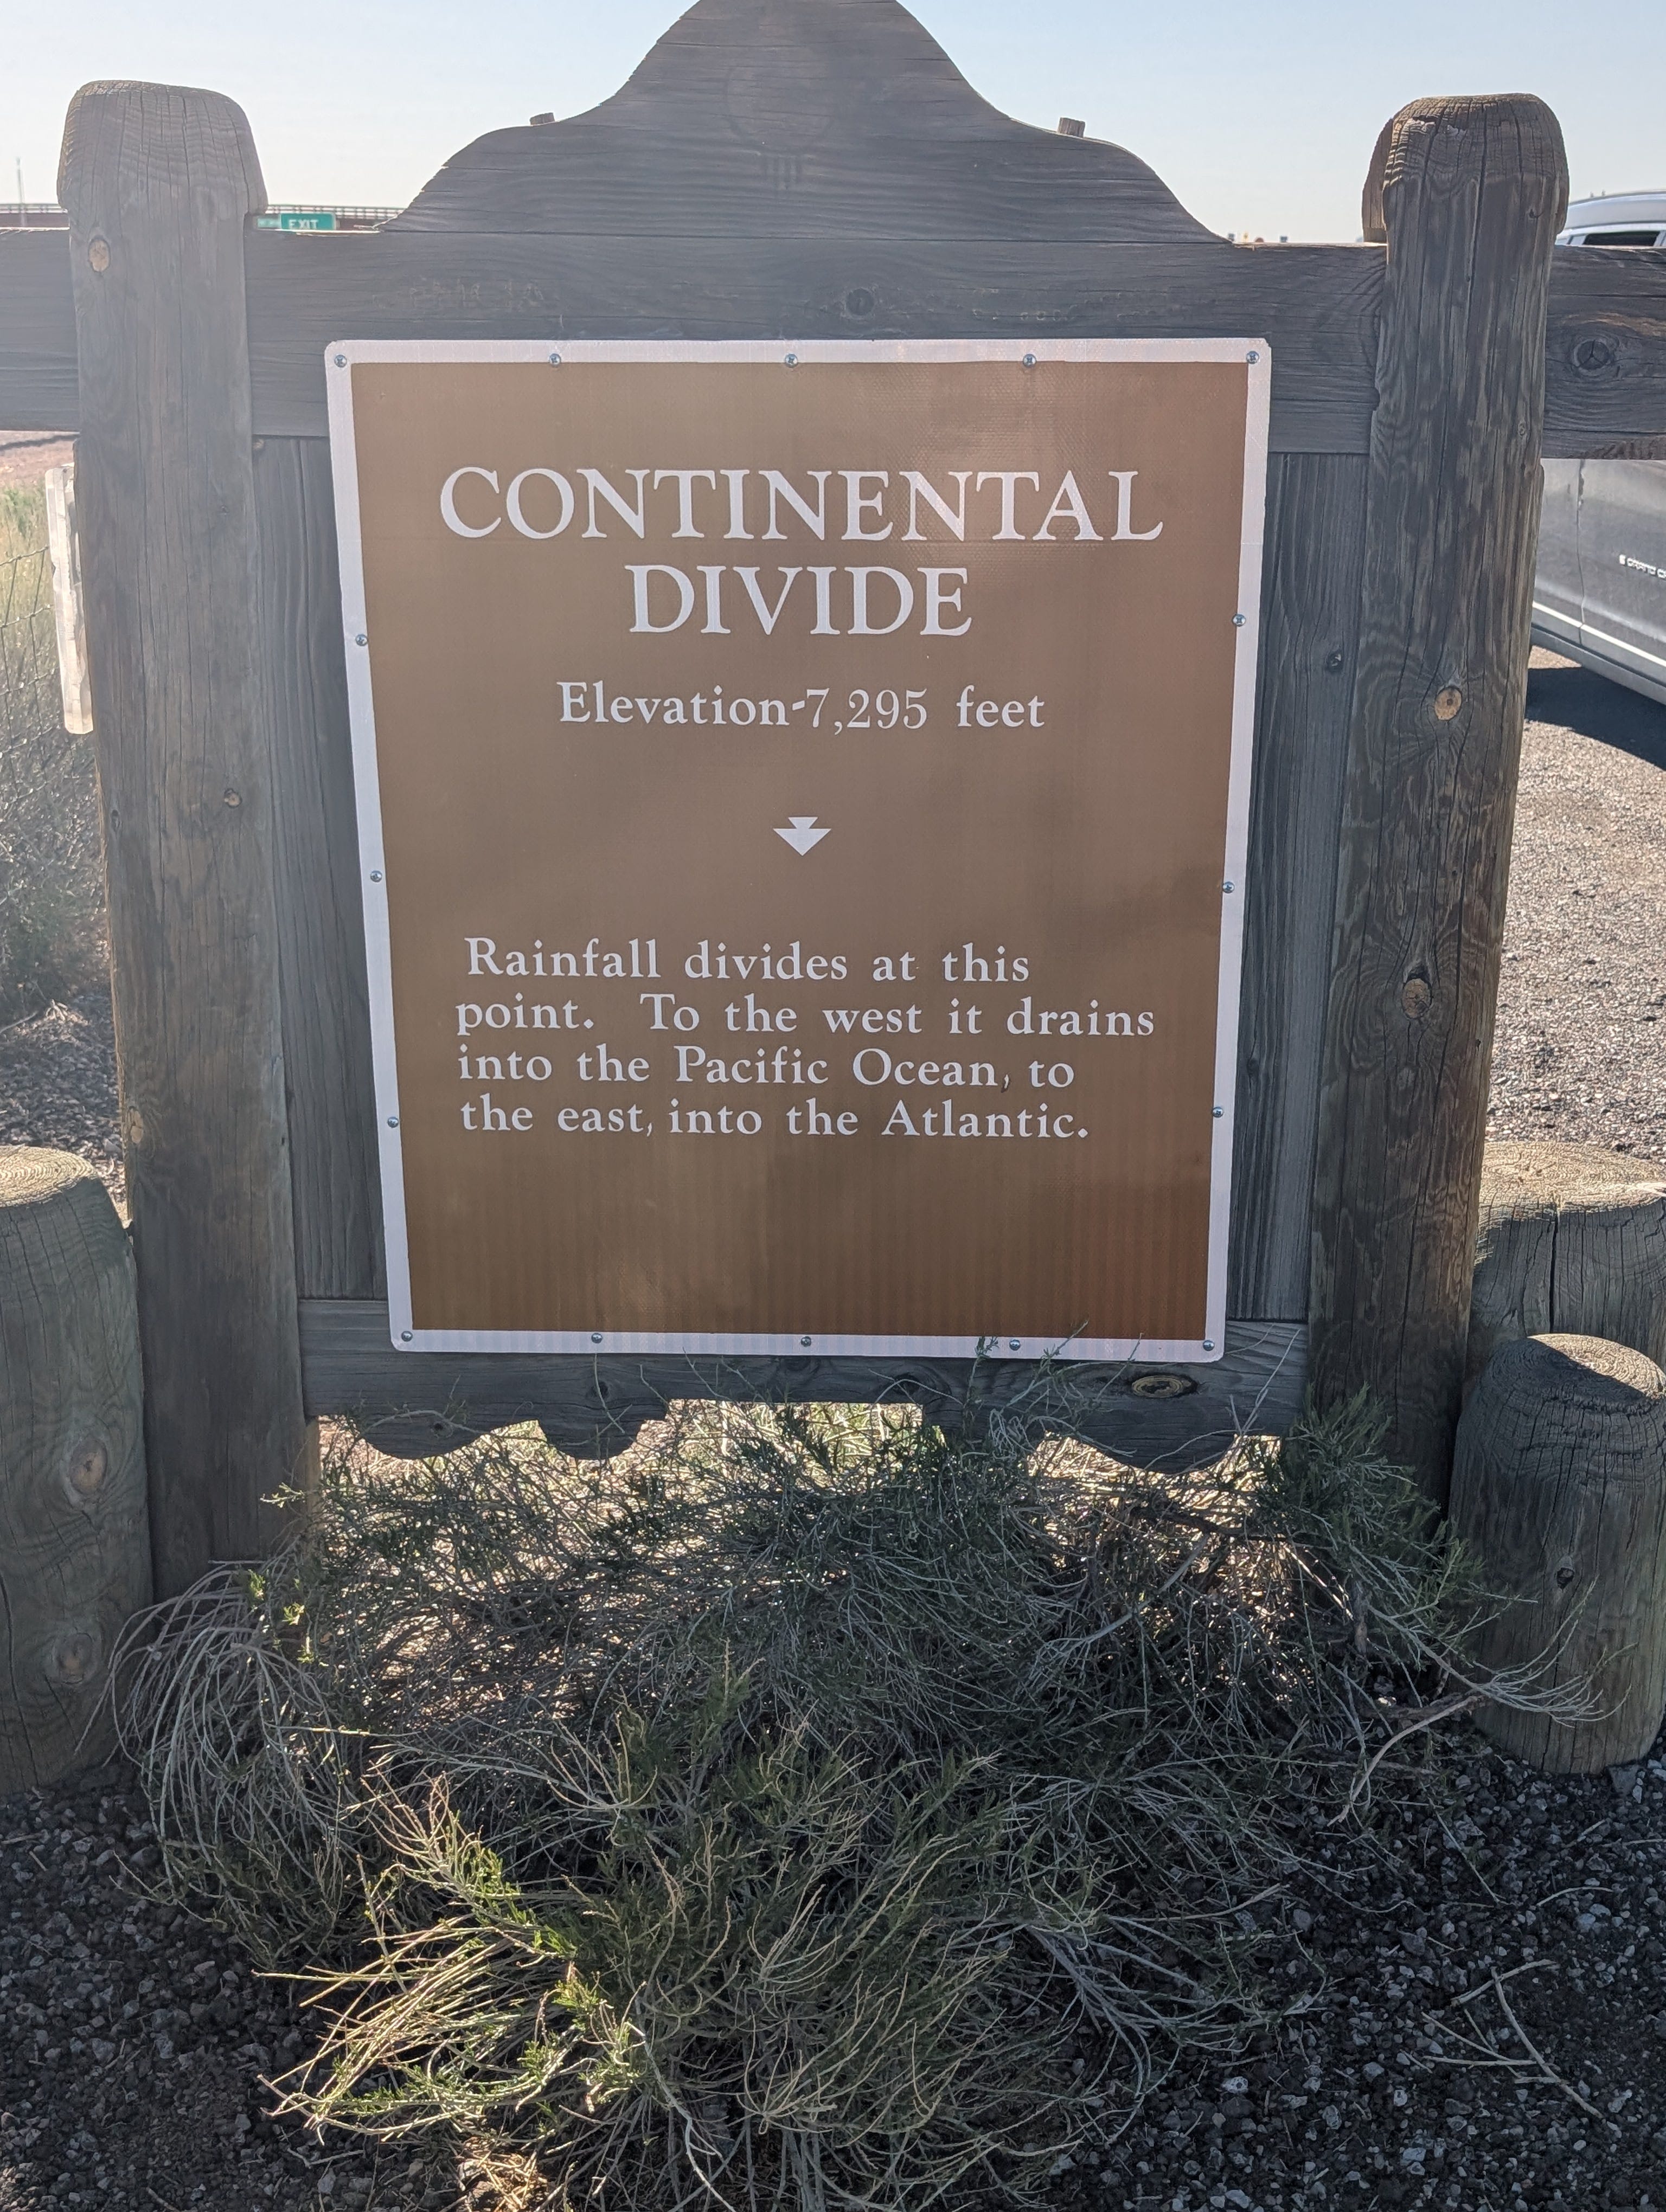 EXIT
CONTINENTAL
DIVIDE
Elevation-7,295 feet
Rainfall divides at this
point. To the west it drains
into the Pacific Ocean, to
the east, into the Atlantic.